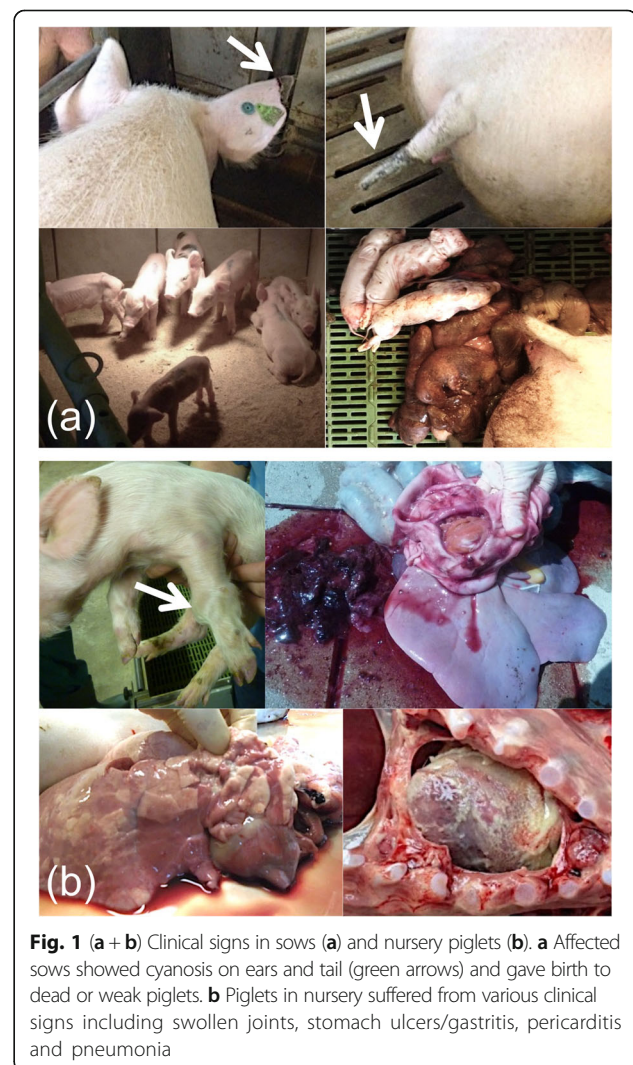 (a)
(b)
Fig. 1 (a + b) Clinical signs in sows (a) and nursery piglets (b). a Affected
sows showed cyanosis on ears and tail (green arrows) and gave birth to
dead or weak piglets. b Piglets in nursery suffered from various clinical
signs including swollen joints, stomach ulcers/gastritis, pericarditis
and pneumonia